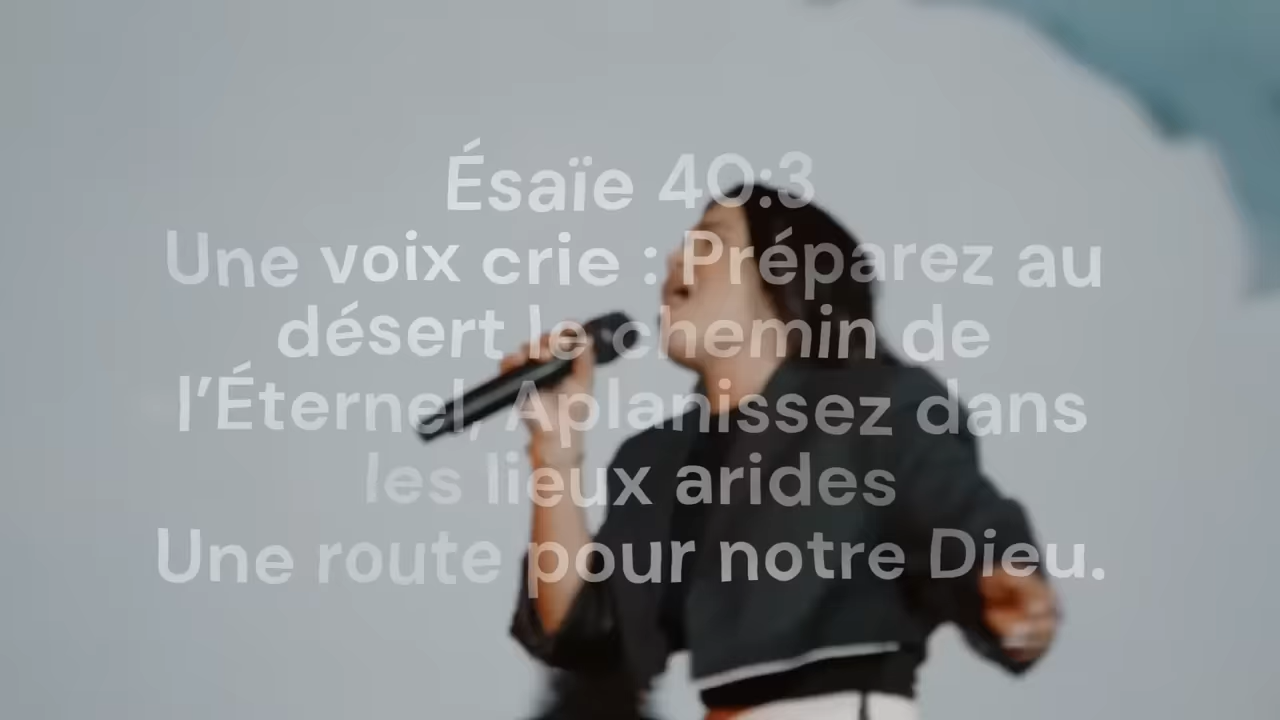 Ésaïe 40:3
Une voix crie : Préparez au
désert le chemin de
l’Éternel, Aplanissez dans
les lieux arides
Une route pour notre Dieu.